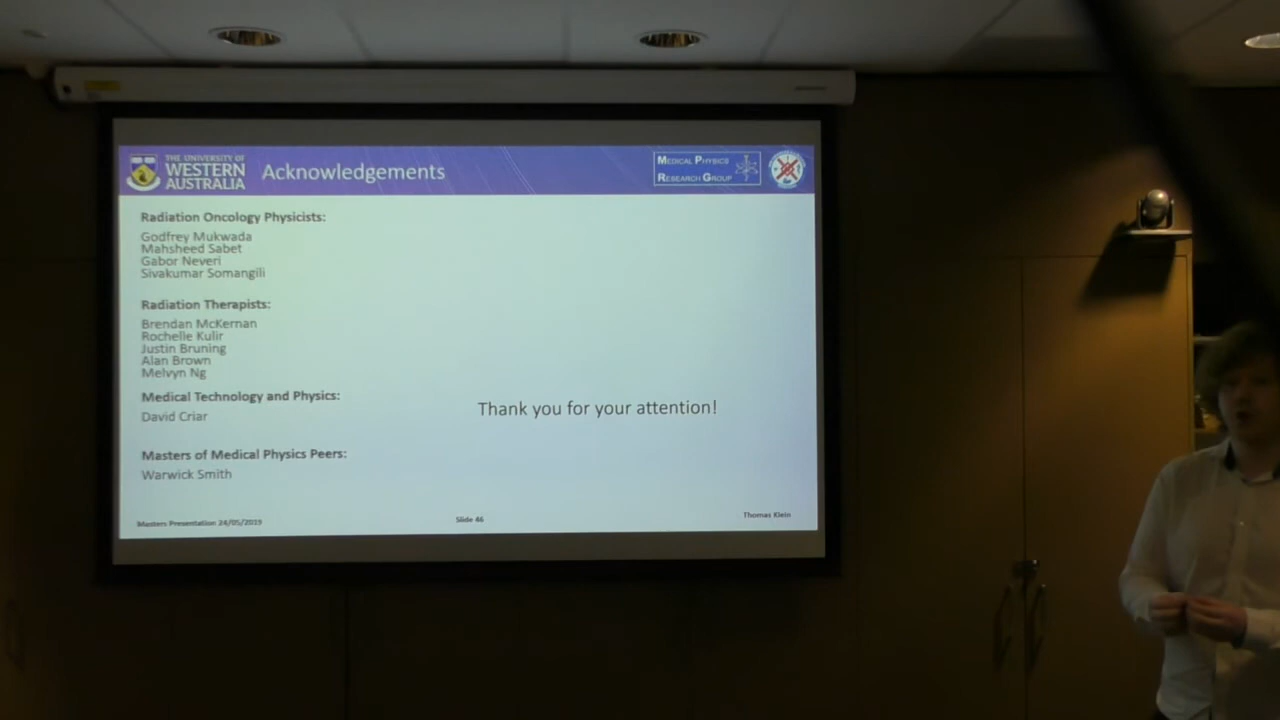 THE UNIVERSITY OF
WESTERN
AUSTRALIA
Acknowledgements
MEDICAL PHYSICS
RESEARCH GROUP
Radiation Oncology Physicists:
Godfrey Mukwada
Mahsheed Sabet
Gabor Neveri
Sivakumar Somangili
Radiation Therapists:
Brendan McKernan
Rochelle Kulir
Justin Bruning
Alan Brown
Melvyn Ng
Medical Technology and Physics:
David Criar
Thank you for your attention!
Masters of Medical Physics Peers:
Warwick Smith
Masters Presentation 24/05/2019
Slide 46
Thomas Klein